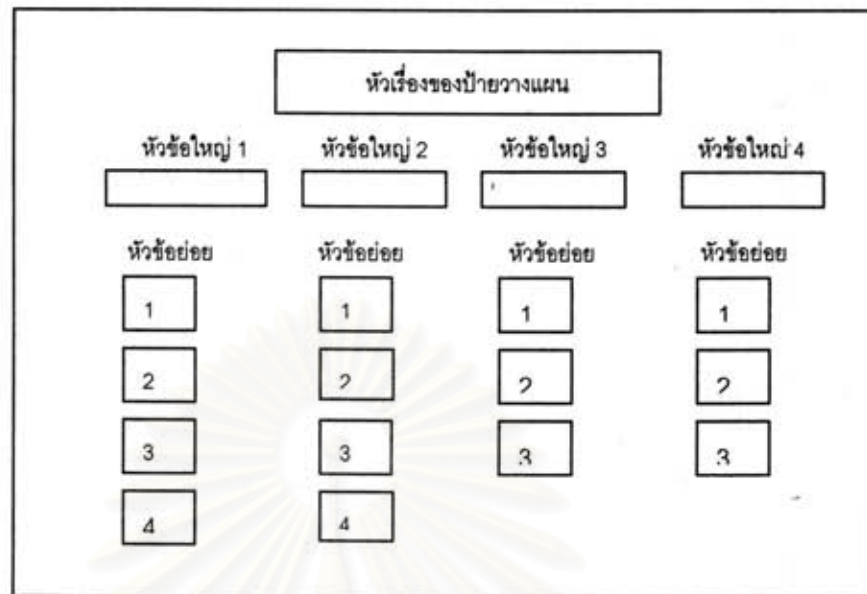 หัวเรื่องของป้ายวางแผน
หัวข้อใหญ่ 1 หัวข้อใหญ่ 2 หัวข้อใหญ่ 3 หัวข้อใหญ่ 4
หัวข้อย่อย หัวข้อย่อย หัวข้อย่อย หัวข้อย่อย
1 1 1 1
2 2 2 2
3 3 3 3
4 4